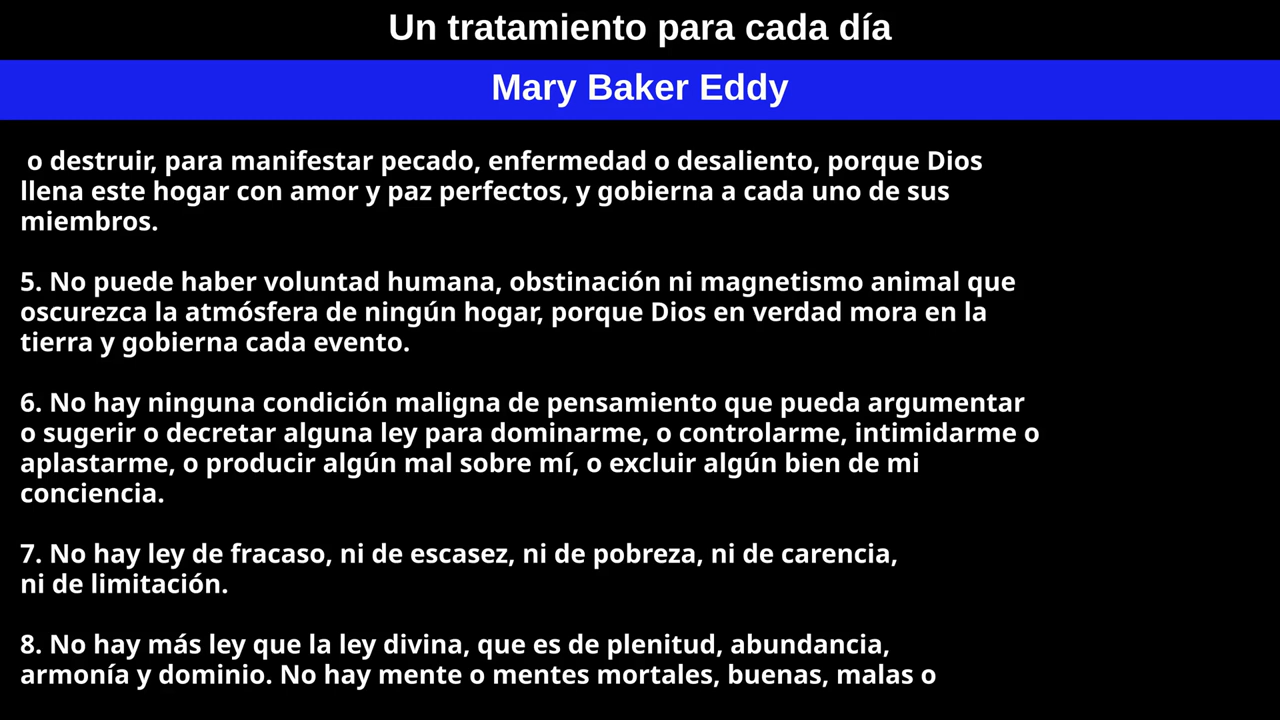 Un tratamiento para cada día
Mary Baker Eddy
o destruir, para manifestar pecado, enfermedad o desaliento, porque Dios
llena este hogar con amor y paz perfectos, y gobierna a cada uno de sus
miembros.
5. No puede haber voluntad humana, obstinación ni magnetismo animal que
oscurezca la atmósfera de ningún hogar, porque Dios en verdad mora en la
tierra y gobierna cada evento.
6. No hay ninguna condición maligna de pensamiento que pueda argumentar
o sugerir o decretar alguna ley para dominarme, o controlarme, intimidarme o
aplastarme, o producir algún mal sobre mí, o excluir algún bien de mi
conciencia.
7. No hay ley de fracaso, ni de escasez, ni de pobreza, ni de carencia,
ni de limitación.
8. No hay más ley que la ley divina, que es de plenitud, abundancia,
armonía y dominio. No hay mente o mentes mortales, buenas, malas o